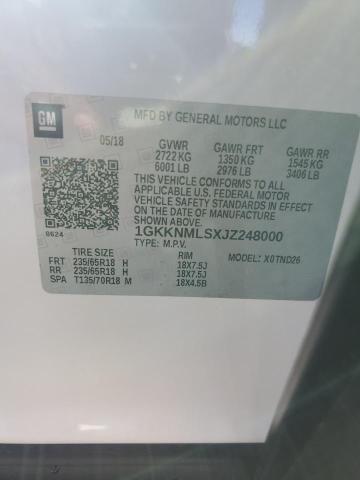 GM
MFD BY GENERAL MOTORS LLC
05/18 GVWR GAWR FRT GAWR RR
2722 KG 1350 KG 1545 KG
6001 LB 2976 LB 3406 LB
THIS VEHICLE CONFORMS TO ALL
APPLICABLE U.S. FEDERAL MOTOR
VEHICLE SAFETY STANDARDS IN
EFFECT ON THE DATE OF MANUFACTURE
SHOWN ABOVE.
1GKKNMLSXJZ248000
0624 TYPE: M.P.V. MODEL: X0TND26
TIRE SIZE RIM
FRT 235/65R18 H 18X7.5J
RR 235/65R18 H 18X7.5J
SPA T135/70R18 M 18X4.5B